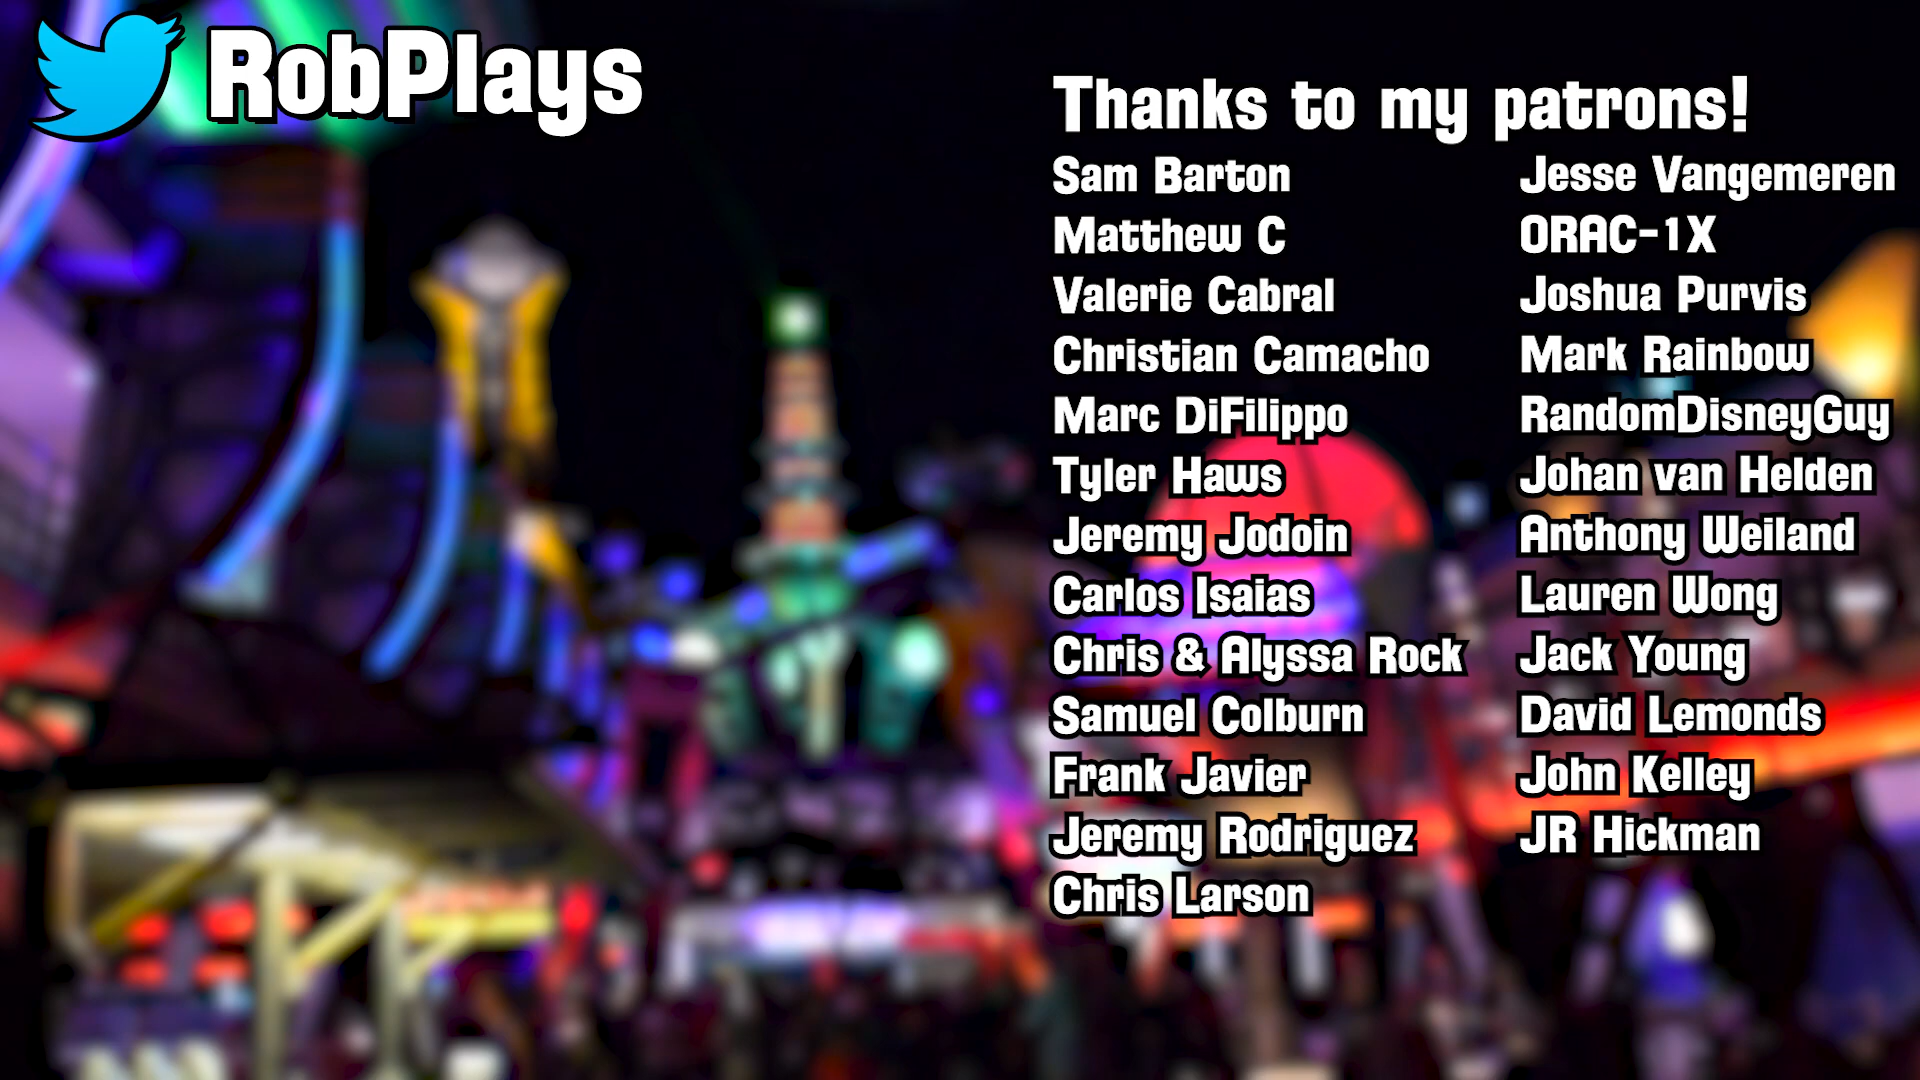 RobPlays
Thanks to my patrons!
Sam Barton
Matthew C
Valerie Cabral
Christian Camacho
Marc DiFilippo
Tyler Haws
Jeremy Jodoin
Carlos Isaias
Chris & Alyssa Rock
Samuel Colburn
Frank Javier
Jeremy Rodriguez
Chris Larson
Jesse Vangemeren
ORAC-1X
Joshua Purvis
Mark Rainbow
RandomDisneyGuy
Johan van Helden
Anthony Weiland
Lauren Wong
Jack Young
David Lemonds
John Kelley
JR Hickman